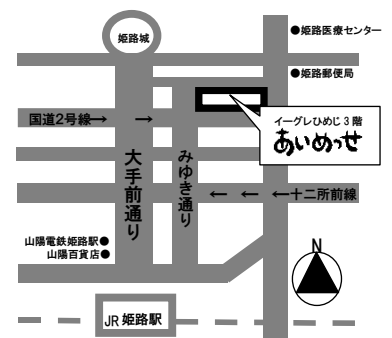 姫路城
●姫路医療センター
●姫路郵便局
国道2号線→ →
イーグレひめじ3階
あいめっせ
大手前通り
みゆき通り
← ← ←十二所前線
山陽電鉄姫路駅●
山陽百貨店●
N
JR 姫路駅